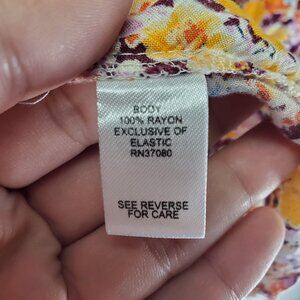 BODY
100% RAYON
EXCLUSIVE OF
ELASTIC
RN37080
SEE REVERSE
FOR CARE